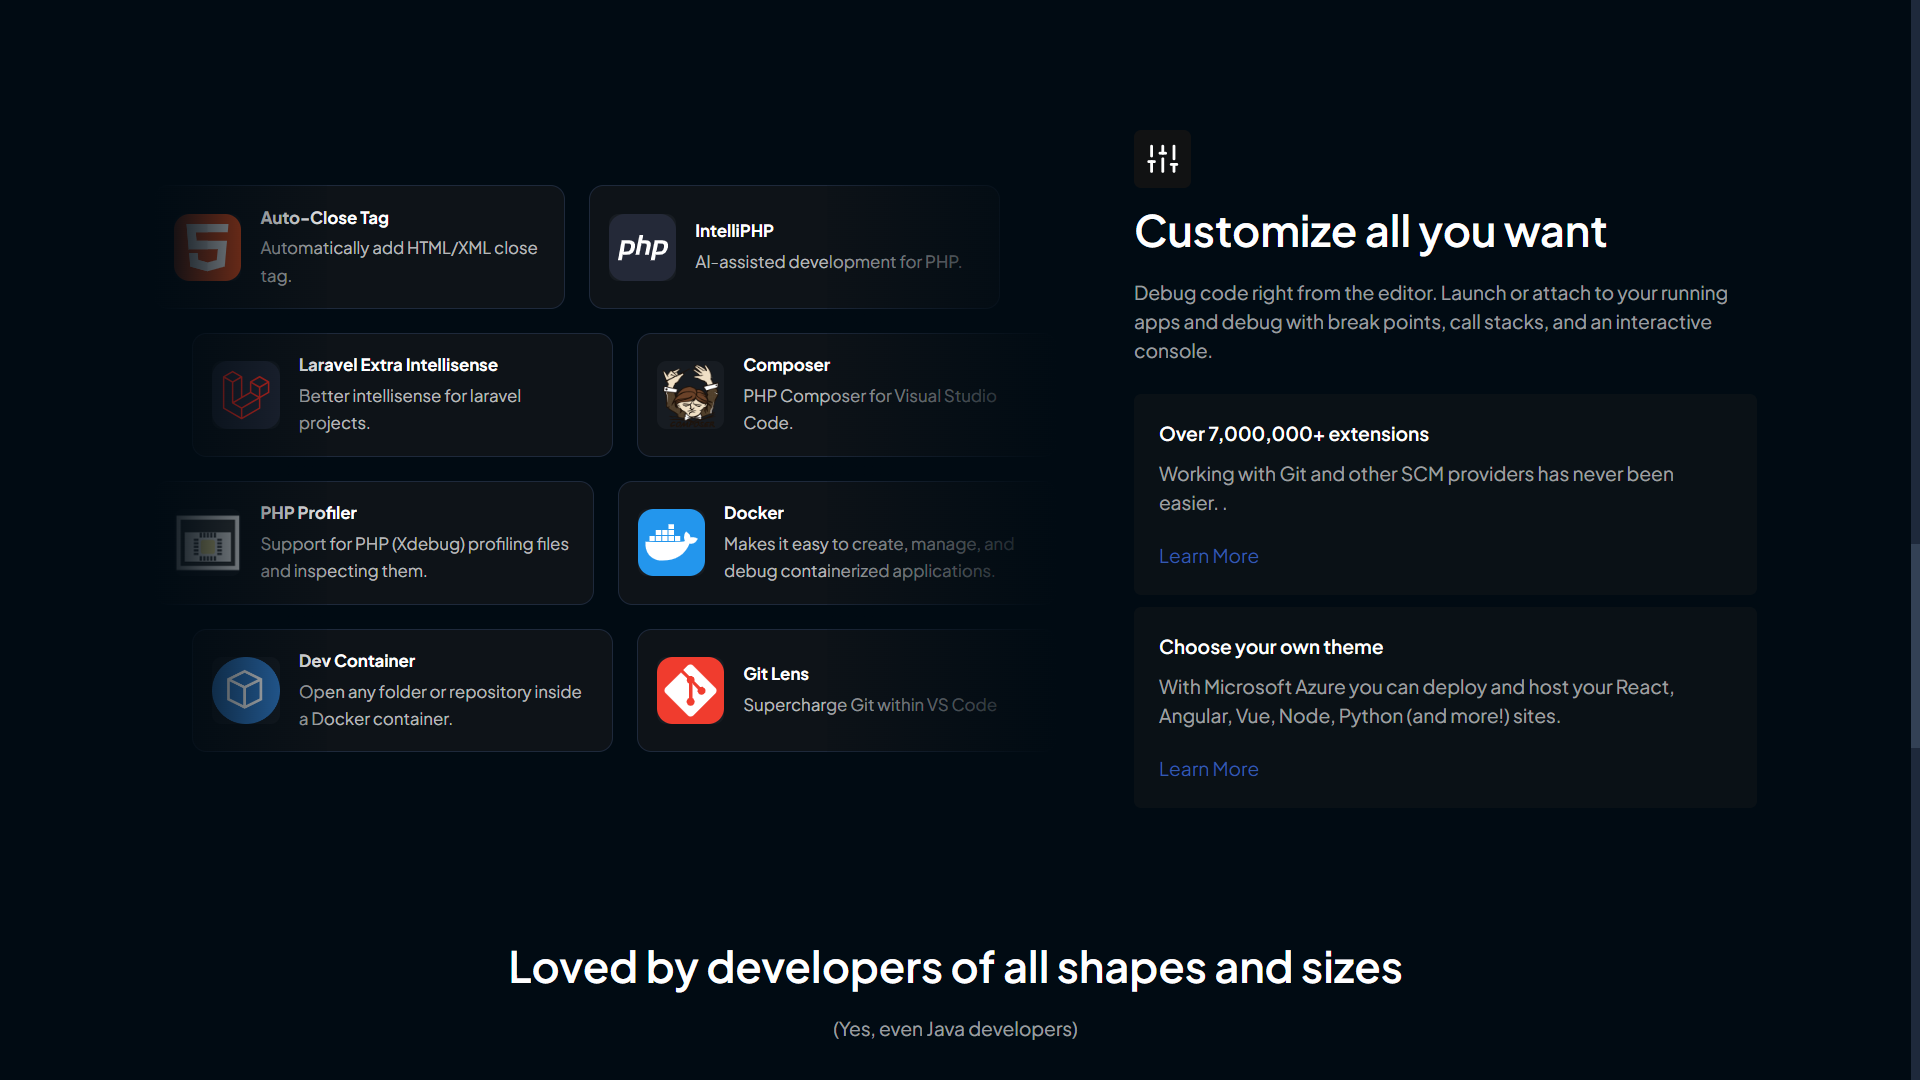 Auto-Close Tag
Automatically add HTML/XML close
tag.
php
IntelliPHP
AI-assisted development for PHP.
Laravel Extra Intellisense
Better intellisense for laravel
projects.
Composer
PHP Composer for Visual Studio
Code.
PHP Profiler
Support for PHP (Xdebug) profiling files
and inspecting them.
Docker
Makes it easy to create, manage, and
debug containerized applications.
Dev Container
Open any folder or repository inside
a Docker container.
Git Lens
Supercharge Git within VS Code
Customize all you want
Debug code right from the editor. Launch or attach to your running
apps and debug with break points, call stacks, and an interactive
console.
Over 7,000,000+ extensions
Working with Git and other SCM providers has never been
easier. .
Learn More
Choose your own theme
With Microsoft Azure you can deploy and host your React,
Angular, Vue, Node, Python (and more!) sites.
Learn More
Loved by developers of all shapes and sizes
(Yes, even Java developers)